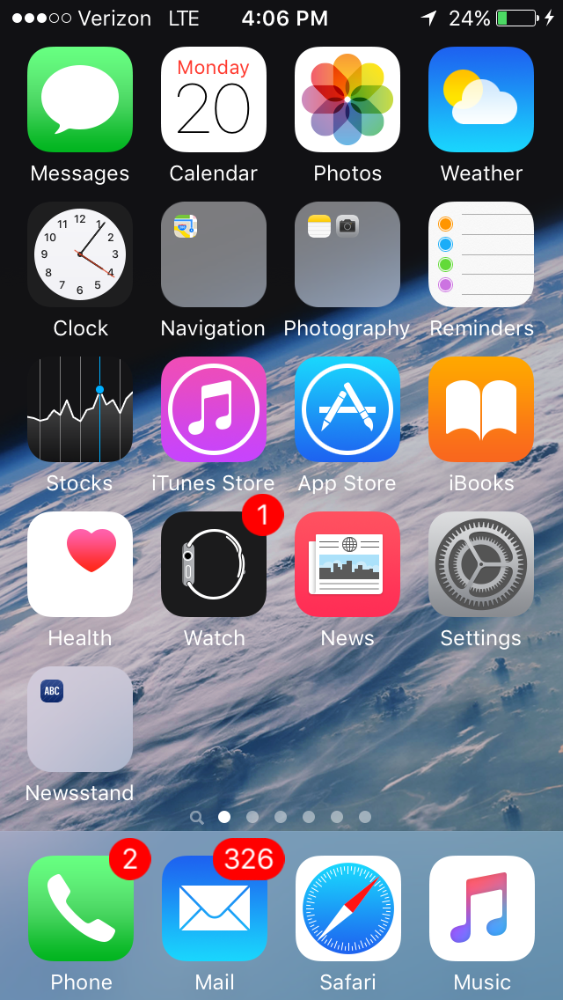 Verizon LTE 4:06 PM 24%
Monday
20
Messages Calendar Photos Weather
12
11 1
10 2
9 3
8 4
7 5
6
Clock Navigation Photography Reminders
Stocks iTunes Store App Store iBooks
1
Health Watch News Settings
ABC
Newsstand
2 326
Phone Mail Safari Music